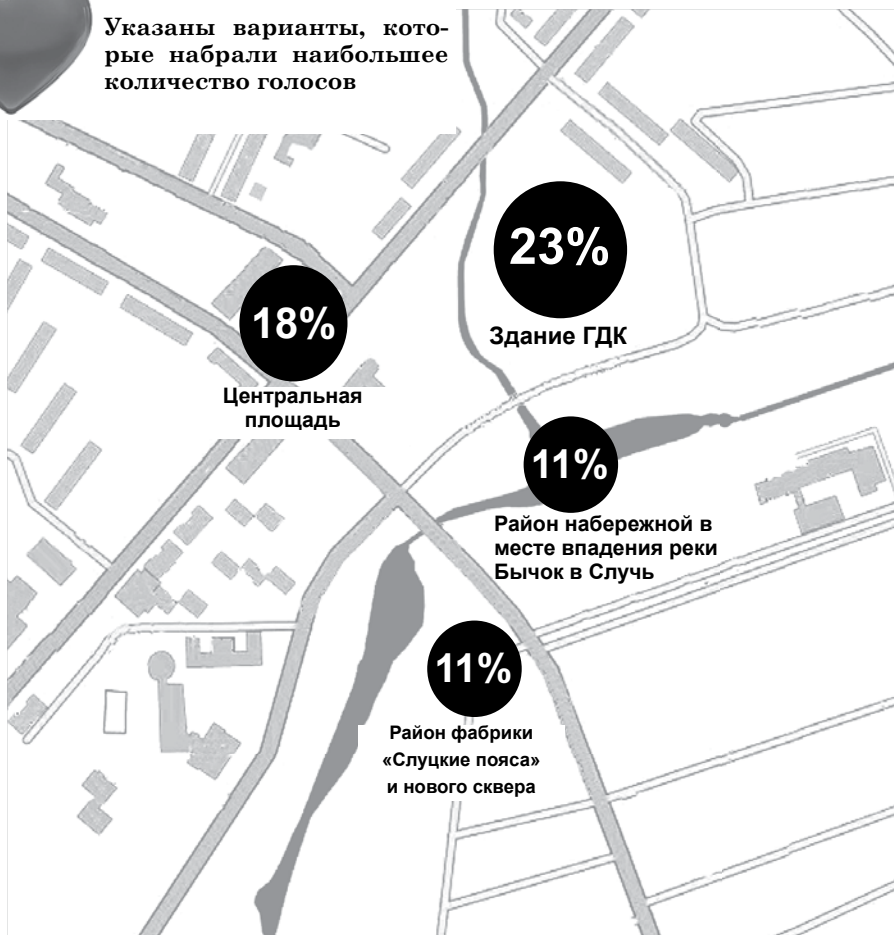 Указаны варианты, кото-
рые набрали наибольшее
количество голосов
23%
Здание ГДК
18%
Центральная
площадь
11%
Район набережной в
месте впадения реки
Бычок в Случь
11%
Район фабрики
«Слуцкие пояса»
и нового сквера